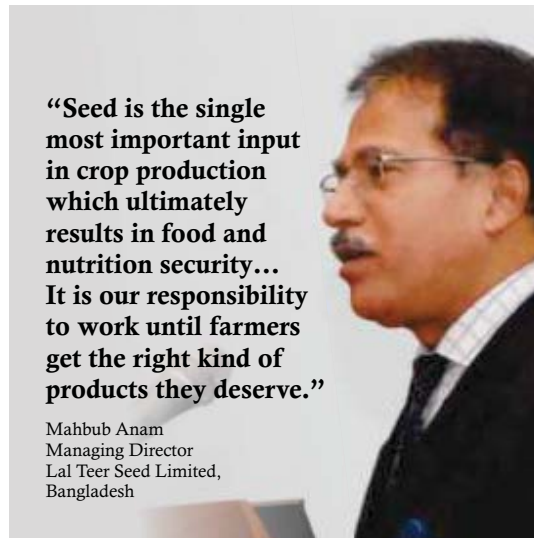 “Seed is the single
most important input
in crop production
which ultimately
results in food and
nutrition security...
It is our responsibility
to work until farmers
get the right kind of
products they deserve.”
Mahbub Anam
Managing Director
Lal Teer Seed Limited,
Bangladesh